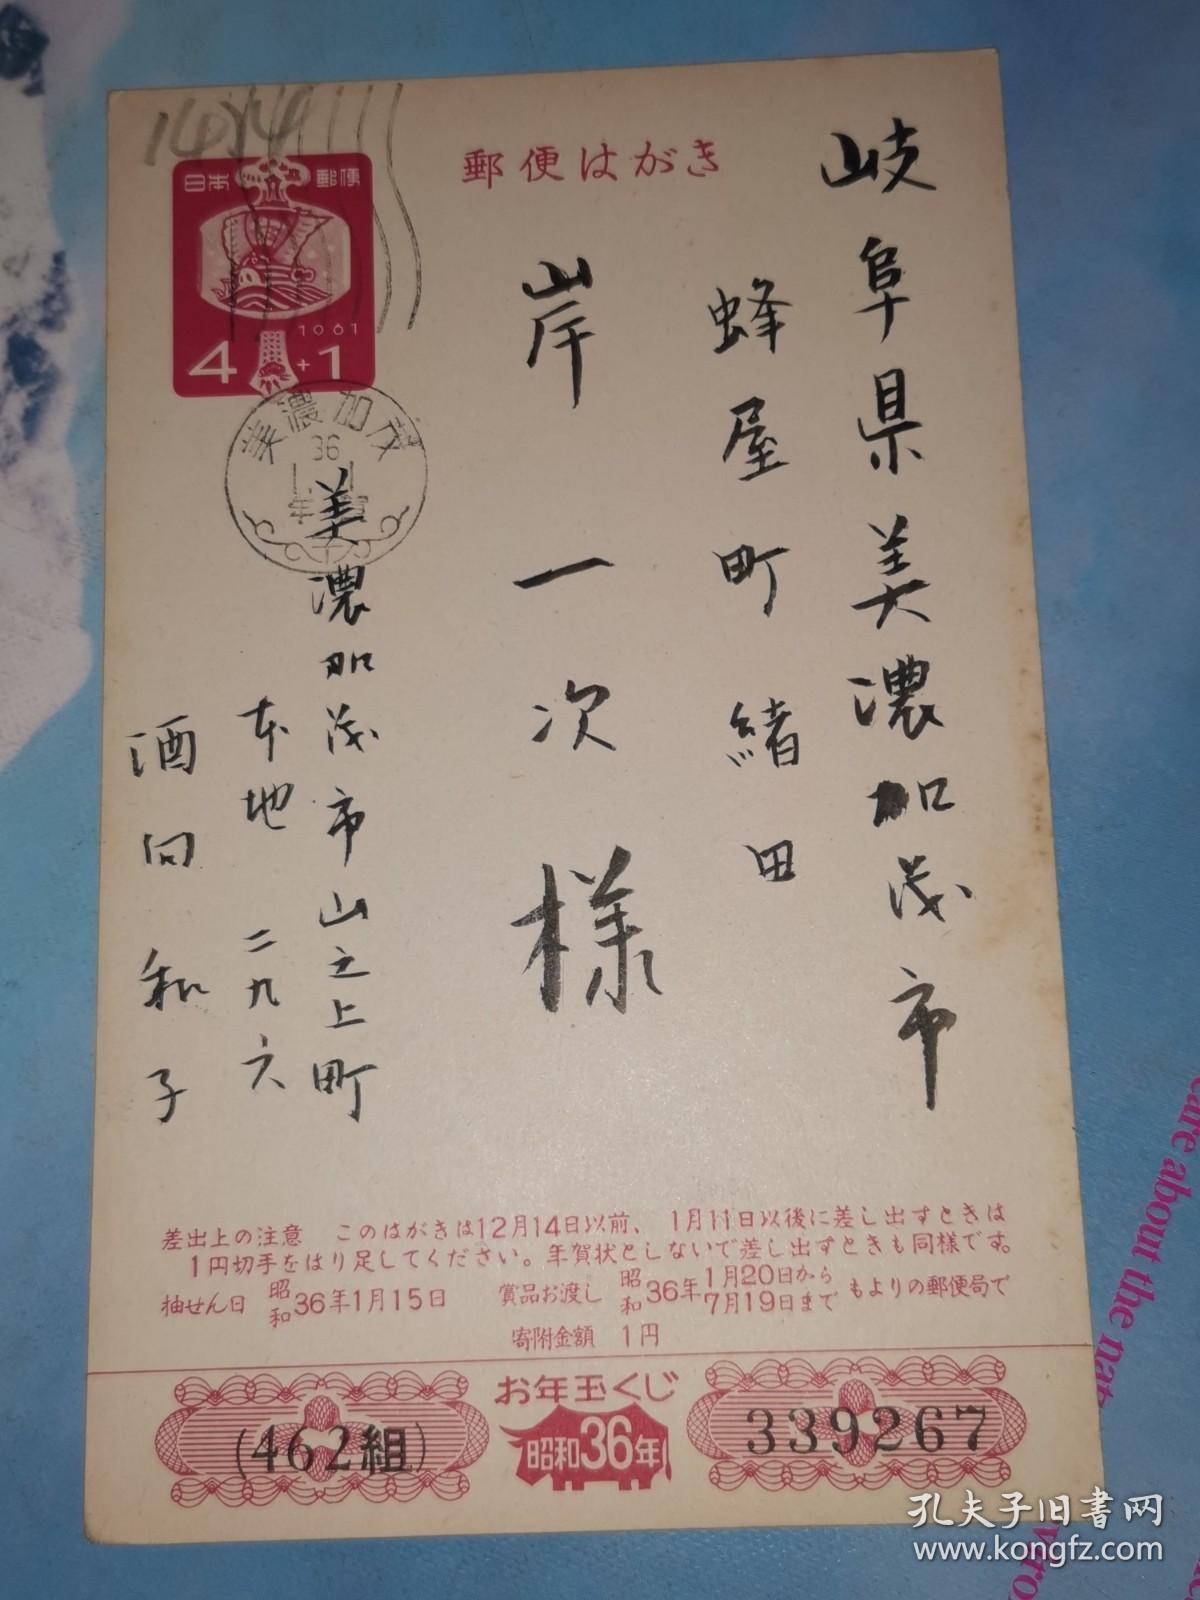 郵便はがき
日本郵便
1961
4+1
美濃加茂
36
1.1
年賀
岐阜県美濃加茂市
蜂屋町緒田
岸一次様
美濃加茂市山之上町
本地二九六
酒向和子
差出上の注意 このはがきは12月14日以前、1月11日以後に差し出すときは
1円切手をはり足してください。年賀状としないで差し出すときも同様です。
抽せん日 昭和36年1月15日 賞品お渡し 昭和36年1月20日から7月19日まで もよりの郵便局で
寄附金額 1円
お年玉くじ
(462組) 昭和36年 339267
care about the nat
孔夫子旧书网
www.kongfz.com